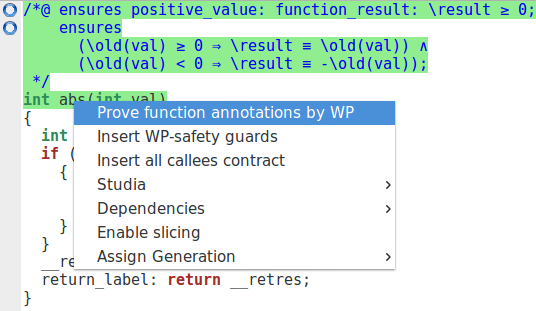 /*@ ensures positive_value: function_result: \result ≥ 0;
ensures
(\old(val) ≥ 0 ⇒ \result ≡ \old(val)) ∧
(\old(val) < 0 ⇒ \result ≡ -\old(val));
*/
int abs(int val)
{
int
if (
{
}
}
__re
return_label: return __retres;
}
Prove function annotations by WP
Insert WP-safety guards
Insert all callees contract
Studia
Dependencies
Enable slicing
Assign Generation